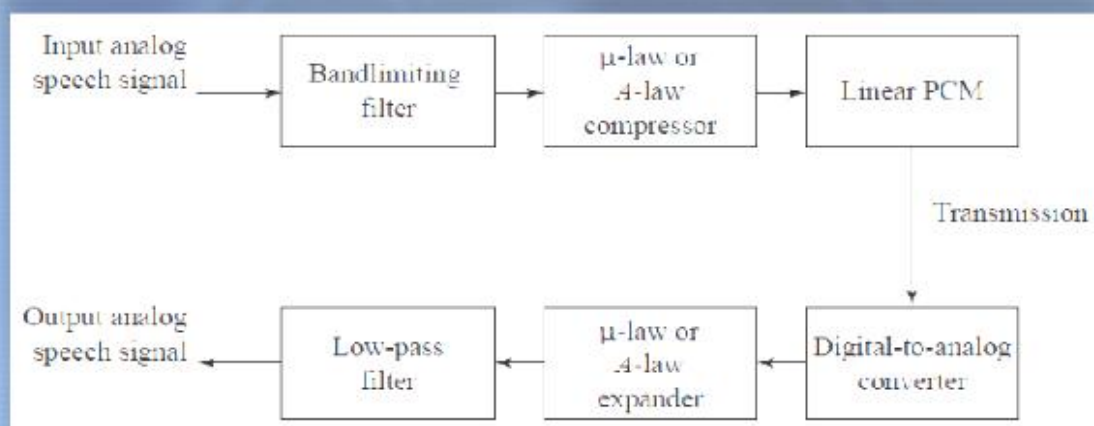 Input analog
speech signal
Bandlimiting
filter
μ-law or
A-law
compressor
Linear PCM
Transmission
Output analog
speech signal
Low-pass
filter
μ-law or
A-law
expander
Digital-to-analog
converter